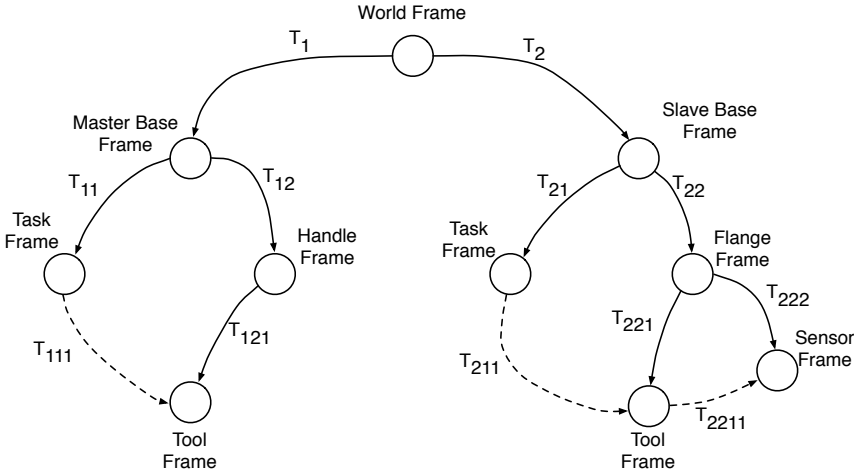 World Frame
T1
T2
Master Base
Frame
Slave Base
Frame
T11
T12
T21
T22
Task
Frame
Handle
Frame
Task
Frame
Flange
Frame
T111
T121
T211
T221
T222
Sensor
Frame
T2211
Tool
Frame
Tool
Frame